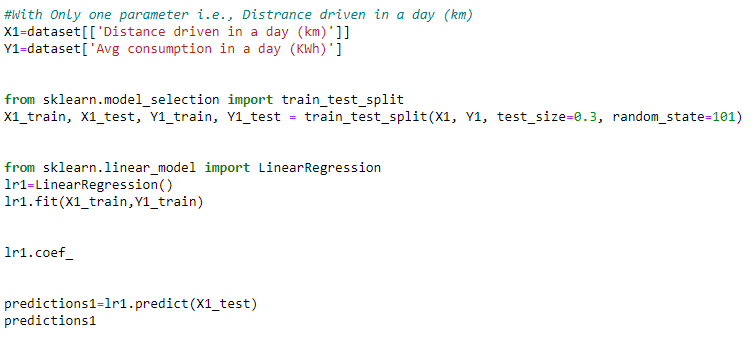 #With Only one parameter i.e., Distrance driven in a day (km)
X1=dataset[['Distance driven in a day (km)']]
Y1=dataset['Avg consumption in a day (KWh)']
from sklearn.model_selection import train_test_split
X1_train, X1_test, Y1_train, Y1_test = train_test_split(X1, Y1, test_size=0.3, random_state=101)
from sklearn.linear_model import LinearRegression
lr1=LinearRegression()
lr1.fit(X1_train,Y1_train)
lr1.coef_
predictions1=lr1.predict(X1_test)
predictions1